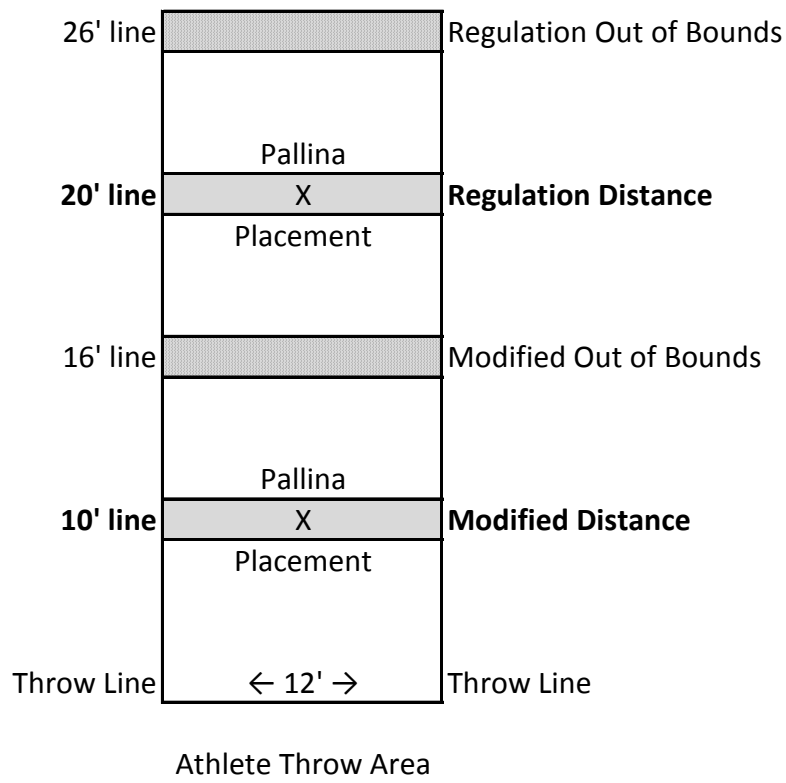 26' line Regulation Out of Bounds
Pallina
20' line X Regulation Distance
Placement
16' line Modified Out of Bounds
Pallina
10' line X Modified Distance
Placement
Throw Line ← 12' → Throw Line
Athlete Throw Area